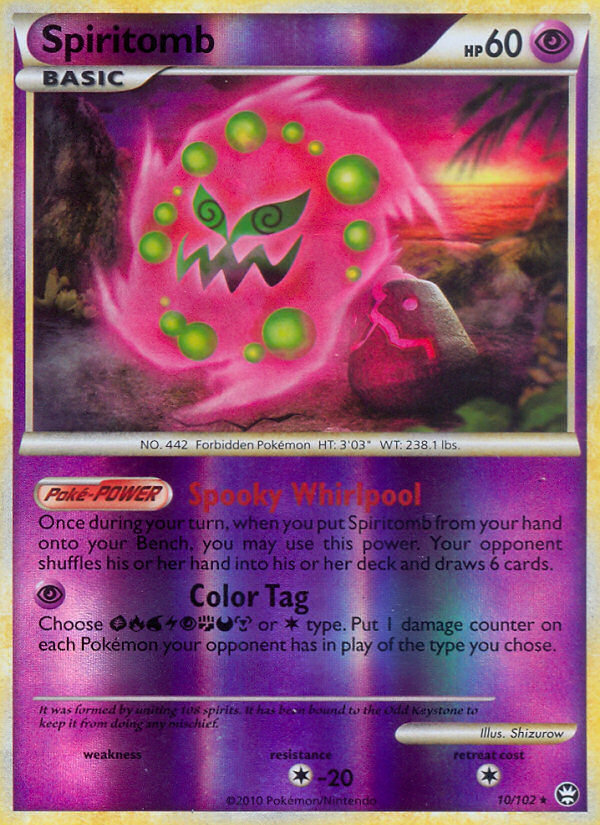 Spiritomb HP 60
BASIC
NO. 442 Forbidden Pokémon HT: 3'03" WT: 238.1 lbs.
Poké-POWER Spooky Whirlpool
Once during your turn, when you put Spiritomb from your hand
onto your Bench, you may use this power. Your opponent
shuffles his or her hand into his or her deck and draws 6 cards.
Color Tag
Choose or type. Put 1 damage counter on
each Pokémon your opponent has in play of the type you chose.
It was formed by uniting 108 spirits. It has been bound to the Odd Keystone to
keep it from doing any mischief.
Illus. Shizurow
weakness resistance retreat cost
-20
©2010 Pokémon/Nintendo 10/102 ★